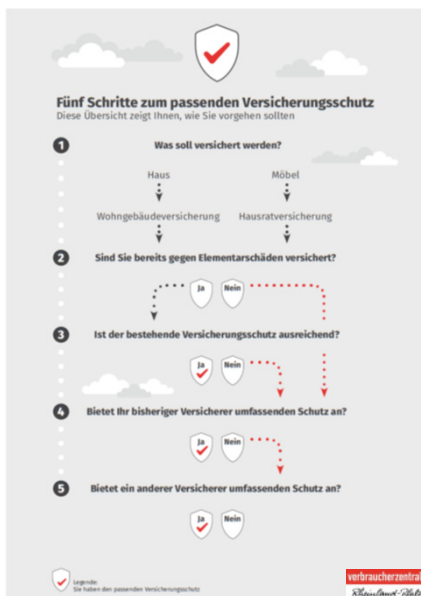 Fünf Schritte zum passenden Versicherungsschutz
Diese Übersicht zeigt Ihnen, wie Sie vorgehen sollten
1 Was soll versichert werden?
Haus Möbel
Wohngebäudeversicherung Hausratversicherung
2 Sind Sie bereits gegen Elementarschäden versichert?
Ja Nein
3 Ist der bestehende Versicherungsschutz ausreichend?
Ja Nein
4 Bietet Ihr bisheriger Versicherer umfassenden Schutz an?
Ja Nein
5 Bietet ein anderer Versicherer umfassenden Schutz an?
Ja Nein
Legende:
Sie haben den passenden Versicherungsschutz
verbraucherzentral
Rheinland-Pfalz